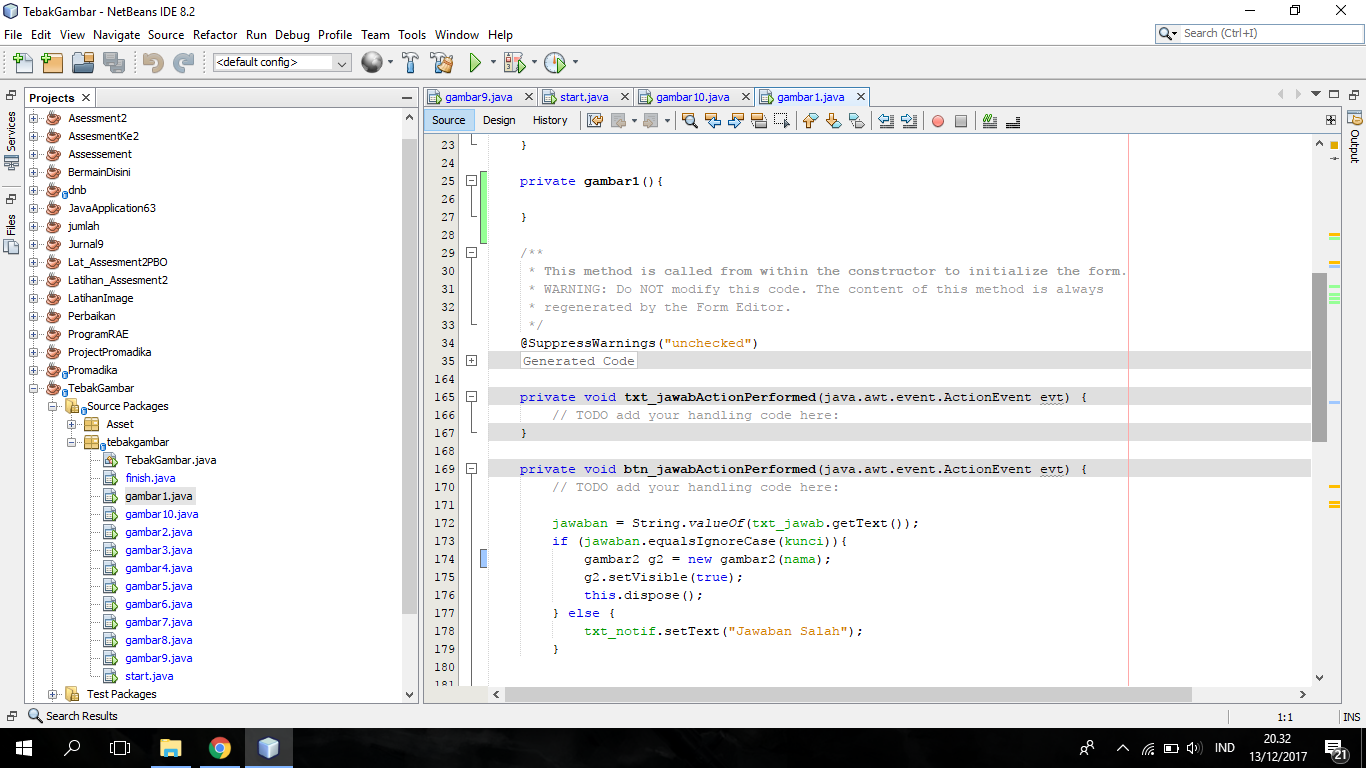 TebakGambar - NetBeans IDE 8.2
File Edit View Navigate Source Refactor Run Debug Profile Team Tools Window Help
Search (Ctrl+I)
<default config>
Services
Files
Projects
Asessment2
AssesmentKe2
Assessement
BermainDisini
dnb
JavaApplication63
jumlah
Jurnal9
Lat_Assesment2PBO
Latihan_Assesment2
LatihanImage
Perbaikan
ProgramRAE
ProjectPromadika
Promadika
TebakGambar
Source Packages
Asset
tebakgambar
TebakGambar.java
finish.java
gambar1.java
gambar10.java
gambar2.java
gambar3.java
gambar4.java
gambar5.java
gambar6.java
gambar7.java
gambar8.java
gambar9.java
start.java
Test Packages
gambar9.java start.java gambar10.java gambar1.java
Source Design History
23 }
24
25 private gambar1(){
26
27 }
28
29 /**
30 * This method is called from within the constructor to initialize the form.
31 * WARNING: Do NOT modify this code. The content of this method is always
32 * regenerated by the Form Editor.
33 */
34 @SuppressWarnings("unchecked")
35 Generated Code
164
165 private void txt_jawabActionPerformed(java.awt.event.ActionEvent evt) {
166 // TODO add your handling code here:
167 }
168
169 private void btn_jawabActionPerformed(java.awt.event.ActionEvent evt) {
170 // TODO add your handling code here:
171
172 jawaban = String.valueOf(txt_jawab.getText());
173 if (jawaban.equalsIgnoreCase(kunci)){
174 gambar2 g2 = new gambar2(nama);
175 g2.setVisible(true);
176 this.dispose();
177 } else {
178 txt_notif.setText("Jawaban Salah");
179 }
180
181
Output
Search Results
1:1 INS
IND
20.32
13/12/2017
21